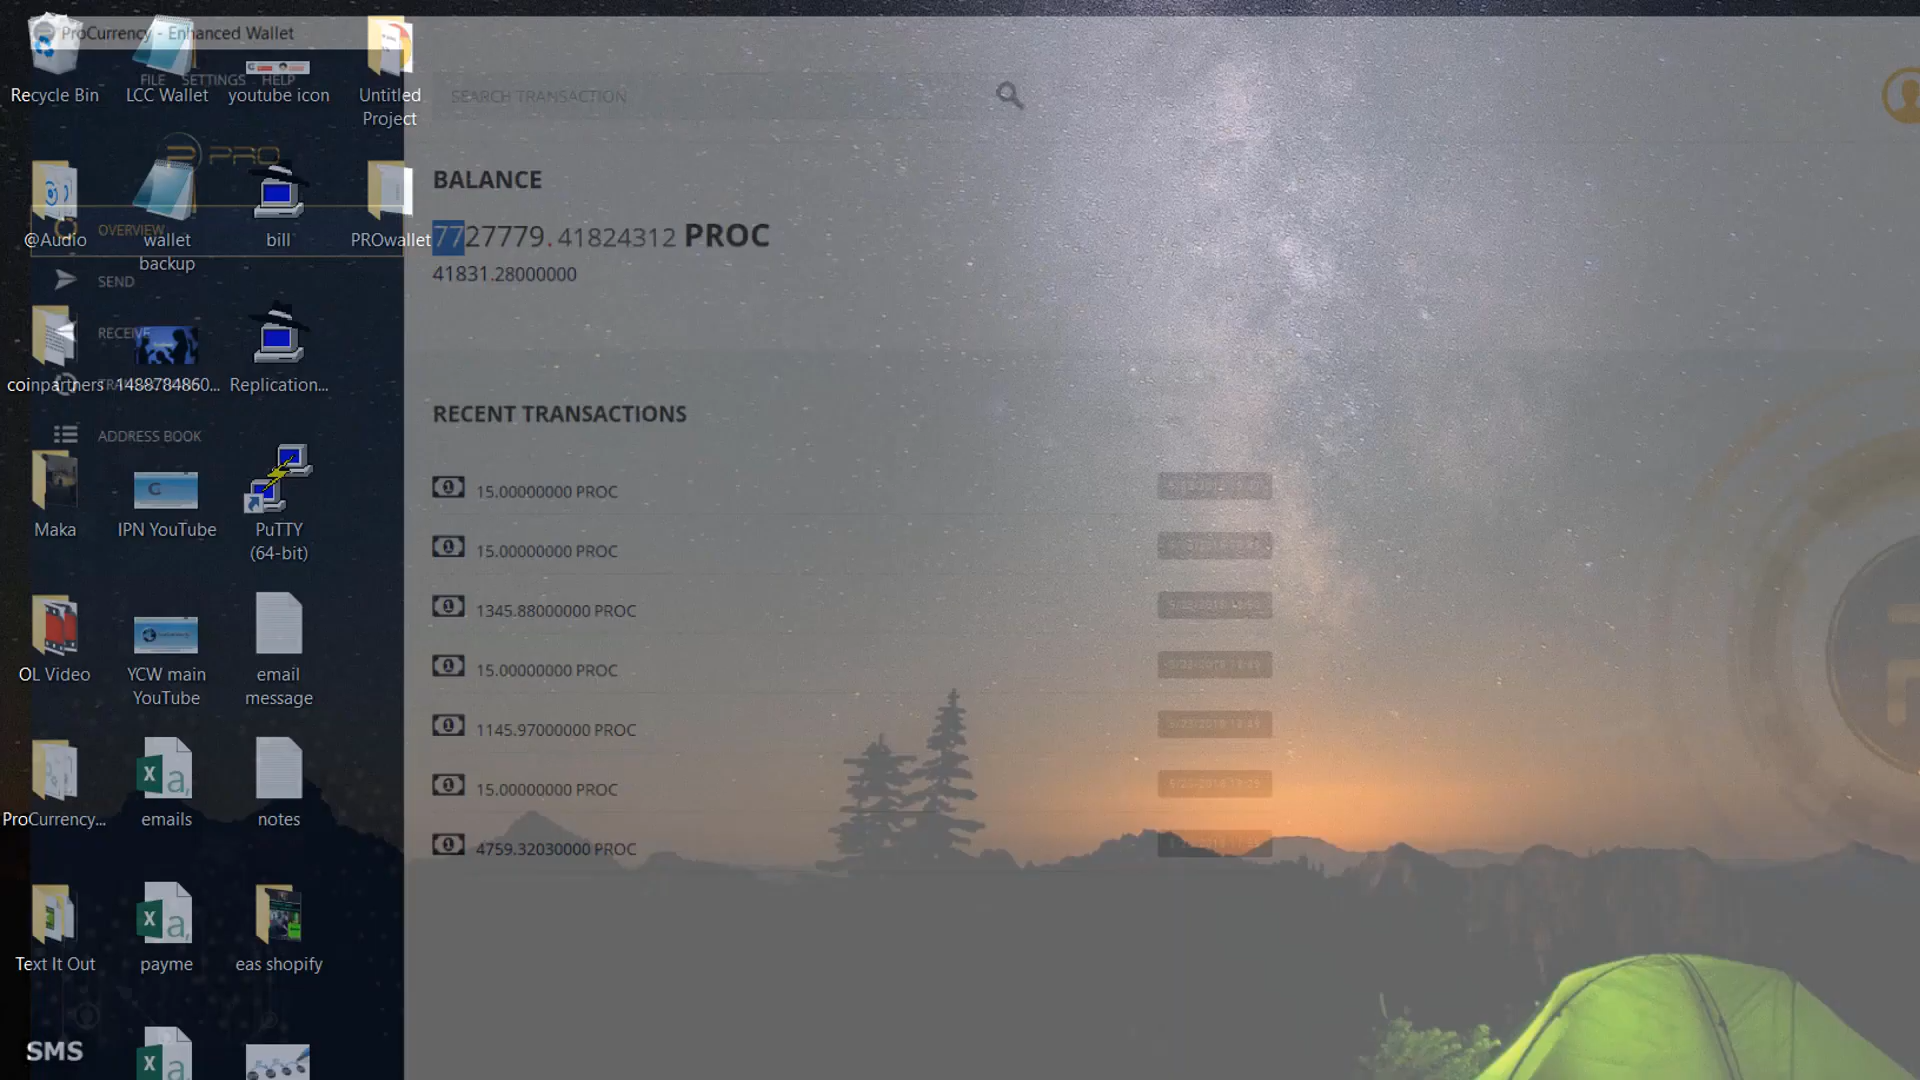 ProCurrency - Enhanced Wallet
FILE SETTINGS HELP
Recycle Bin
LCC Wallet
youtube icon
Untitled
Project
SEARCH TRANSACTION
PRO
BALANCE
7727779.41824312 PROC
41831.28000000
@Audio
wallet
backup
bill
PROwallet
OVERVIEW
SEND
RECEIVE
coinpartners
1488784860...
Replication...
ADDRESS BOOK
RECENT TRANSACTIONS
15.00000000 PROC
15.00000000 PROC
1345.88000000 PROC
15.00000000 PROC
1145.97000000 PROC
15.00000000 PROC
4759.32030000 PROC
Maka
IPN YouTube
PuTTY
(64-bit)
OL Video
YCW main
YouTube
email
message
ProCurrency...
emails
notes
Text It Out
payme
eas shopify
SMS